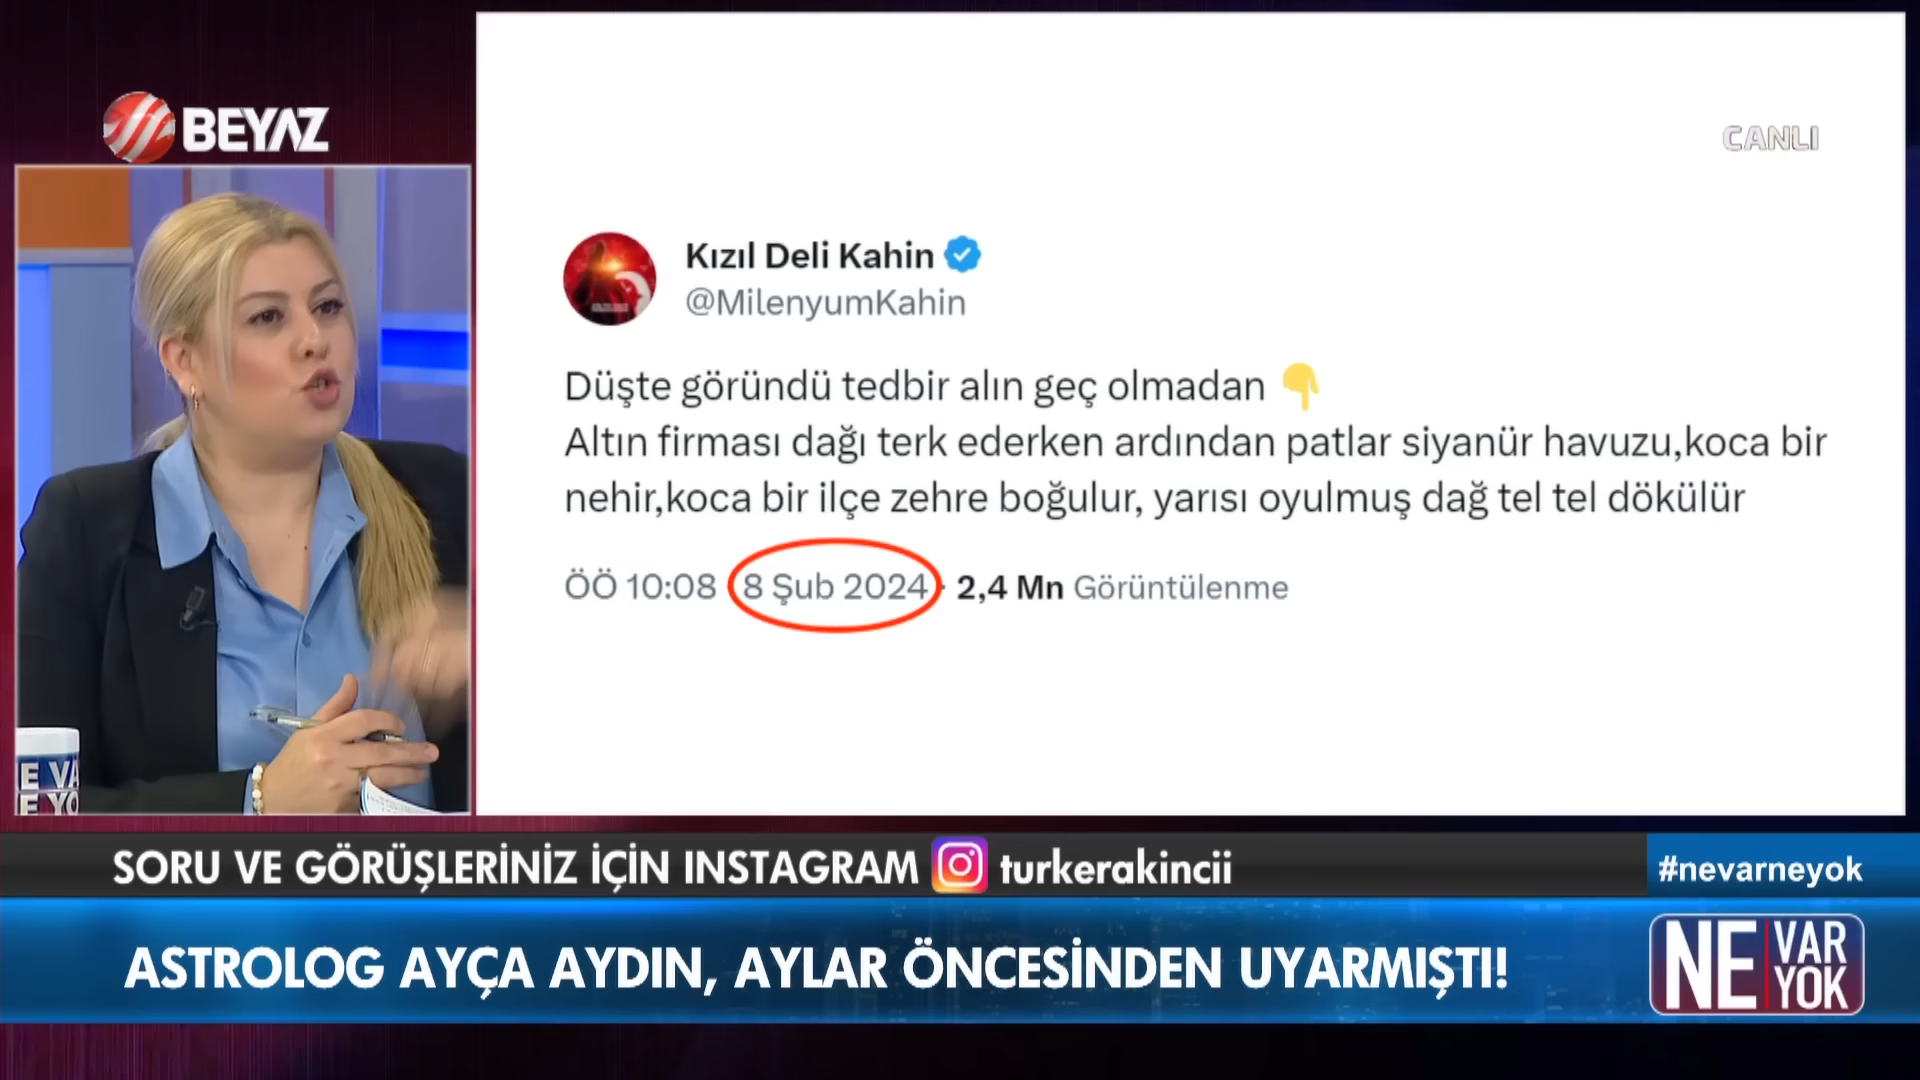 BEYAZ
CANLI
Kızıl Deli Kahin
@MilenyumKahin
Düşte göründü tedbir alın geç olmadan 👇
Altın firması dağı terk ederken ardından patlar siyanür havuzu,koca bir
nehir,koca bir ilçe zehre boğulur, yarısı oyulmuş dağ tel tel dökülür
ÖÖ 10:08 8 Şub 2024 · 2,4 Mn Görüntülenme
E VA
E YO
SORU VE GÖRÜŞLERİNİZ İÇİN INSTAGRAM turkerakincii
#nevarneyok
ASTROLOG AYÇA AYDIN, AYLAR ÖNCESİNDEN UYARMIŞTI!
NE VAR
YOK